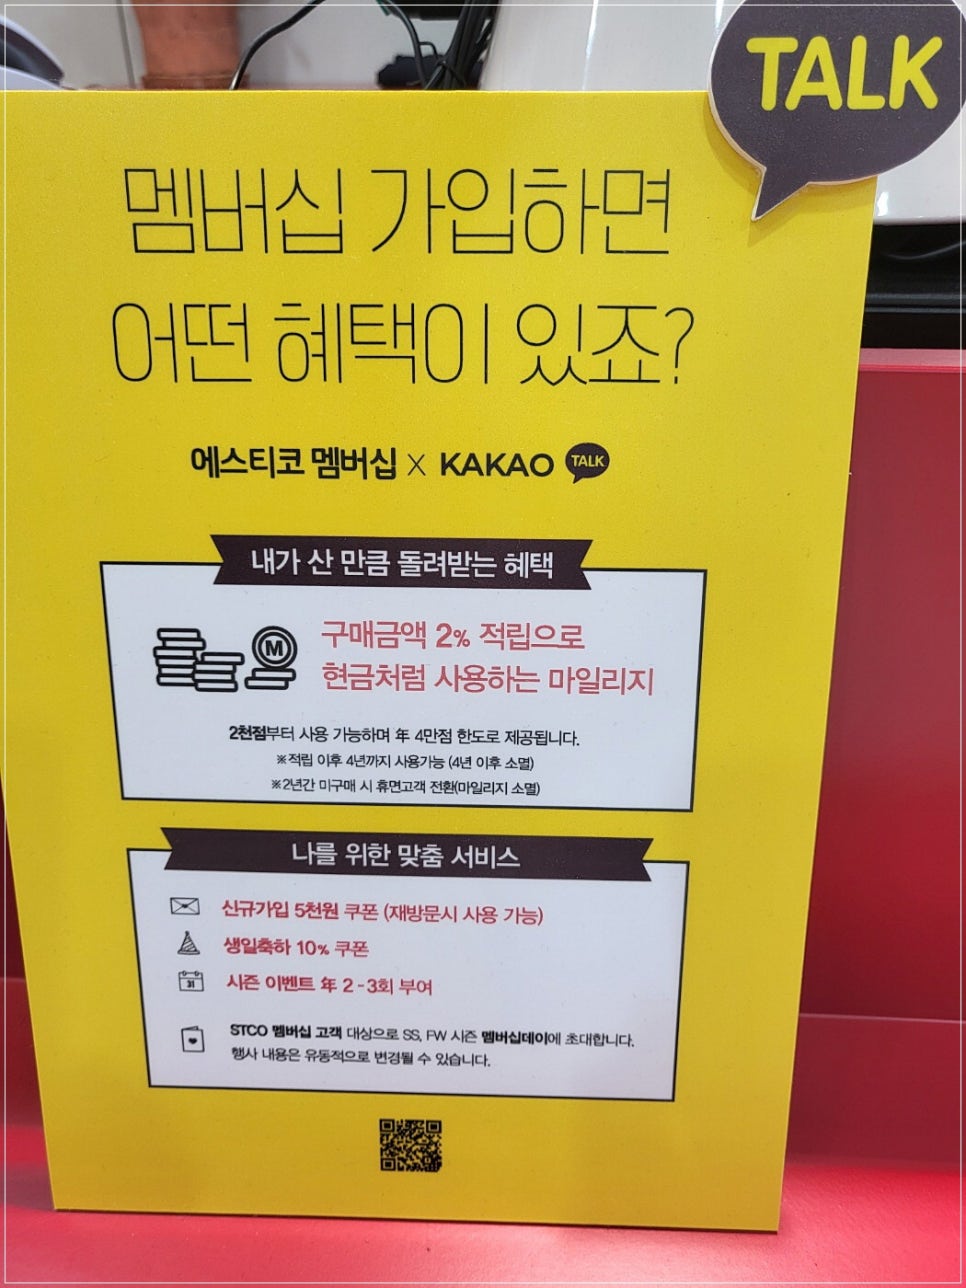 TALK
멤버십 가입하면
어떤 혜택이 있죠?
에스티코 멤버십 x KAKAO TALK
내가 산 만큼 돌려받는 혜택
M
구매금액 2% 적립으로
현금처럼 사용하는 마일리지
2천점부터 사용 가능하며 年 4만점 한도로 제공됩니다.
※적립 이후 4년까지 사용가능 (4년 이후 소멸)
※2년간 미구매 시 휴면고객 전환(마일리지 소멸)
나를 위한 맞춤 서비스
신규가입 5천원 쿠폰 (재방문시 사용 가능)
생일축하 10% 쿠폰
31
시즌 이벤트 年 2-3회 부여
STCO 멤버십 고객 대상으로 SS, FW 시즌 멤버십데이에 초대합니다.
행사 내용은 유동적으로 변경될 수 있습니다.